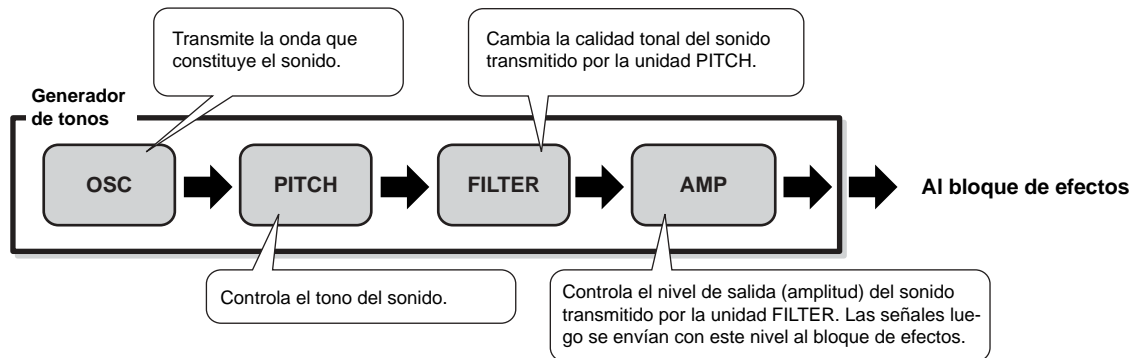 Transmite la onda que
constituye el sonido.
Cambia la calidad tonal del sonido
transmitido por la unidad PITCH.
Generador
de tonos
OSC
PITCH
FILTER
AMP
Al bloque de efectos
Controla el tono del sonido.
Controla el nivel de salida (amplitud) del sonido
transmitido por la unidad FILTER. Las señales lue-
go se envían con este nivel al bloque de efectos.